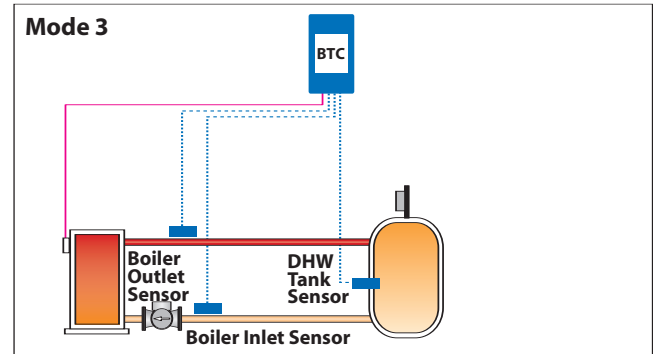 Mode 3
BTC
Boiler
Outlet
Sensor
DHW
Tank
Sensor
Boiler Inlet Sensor